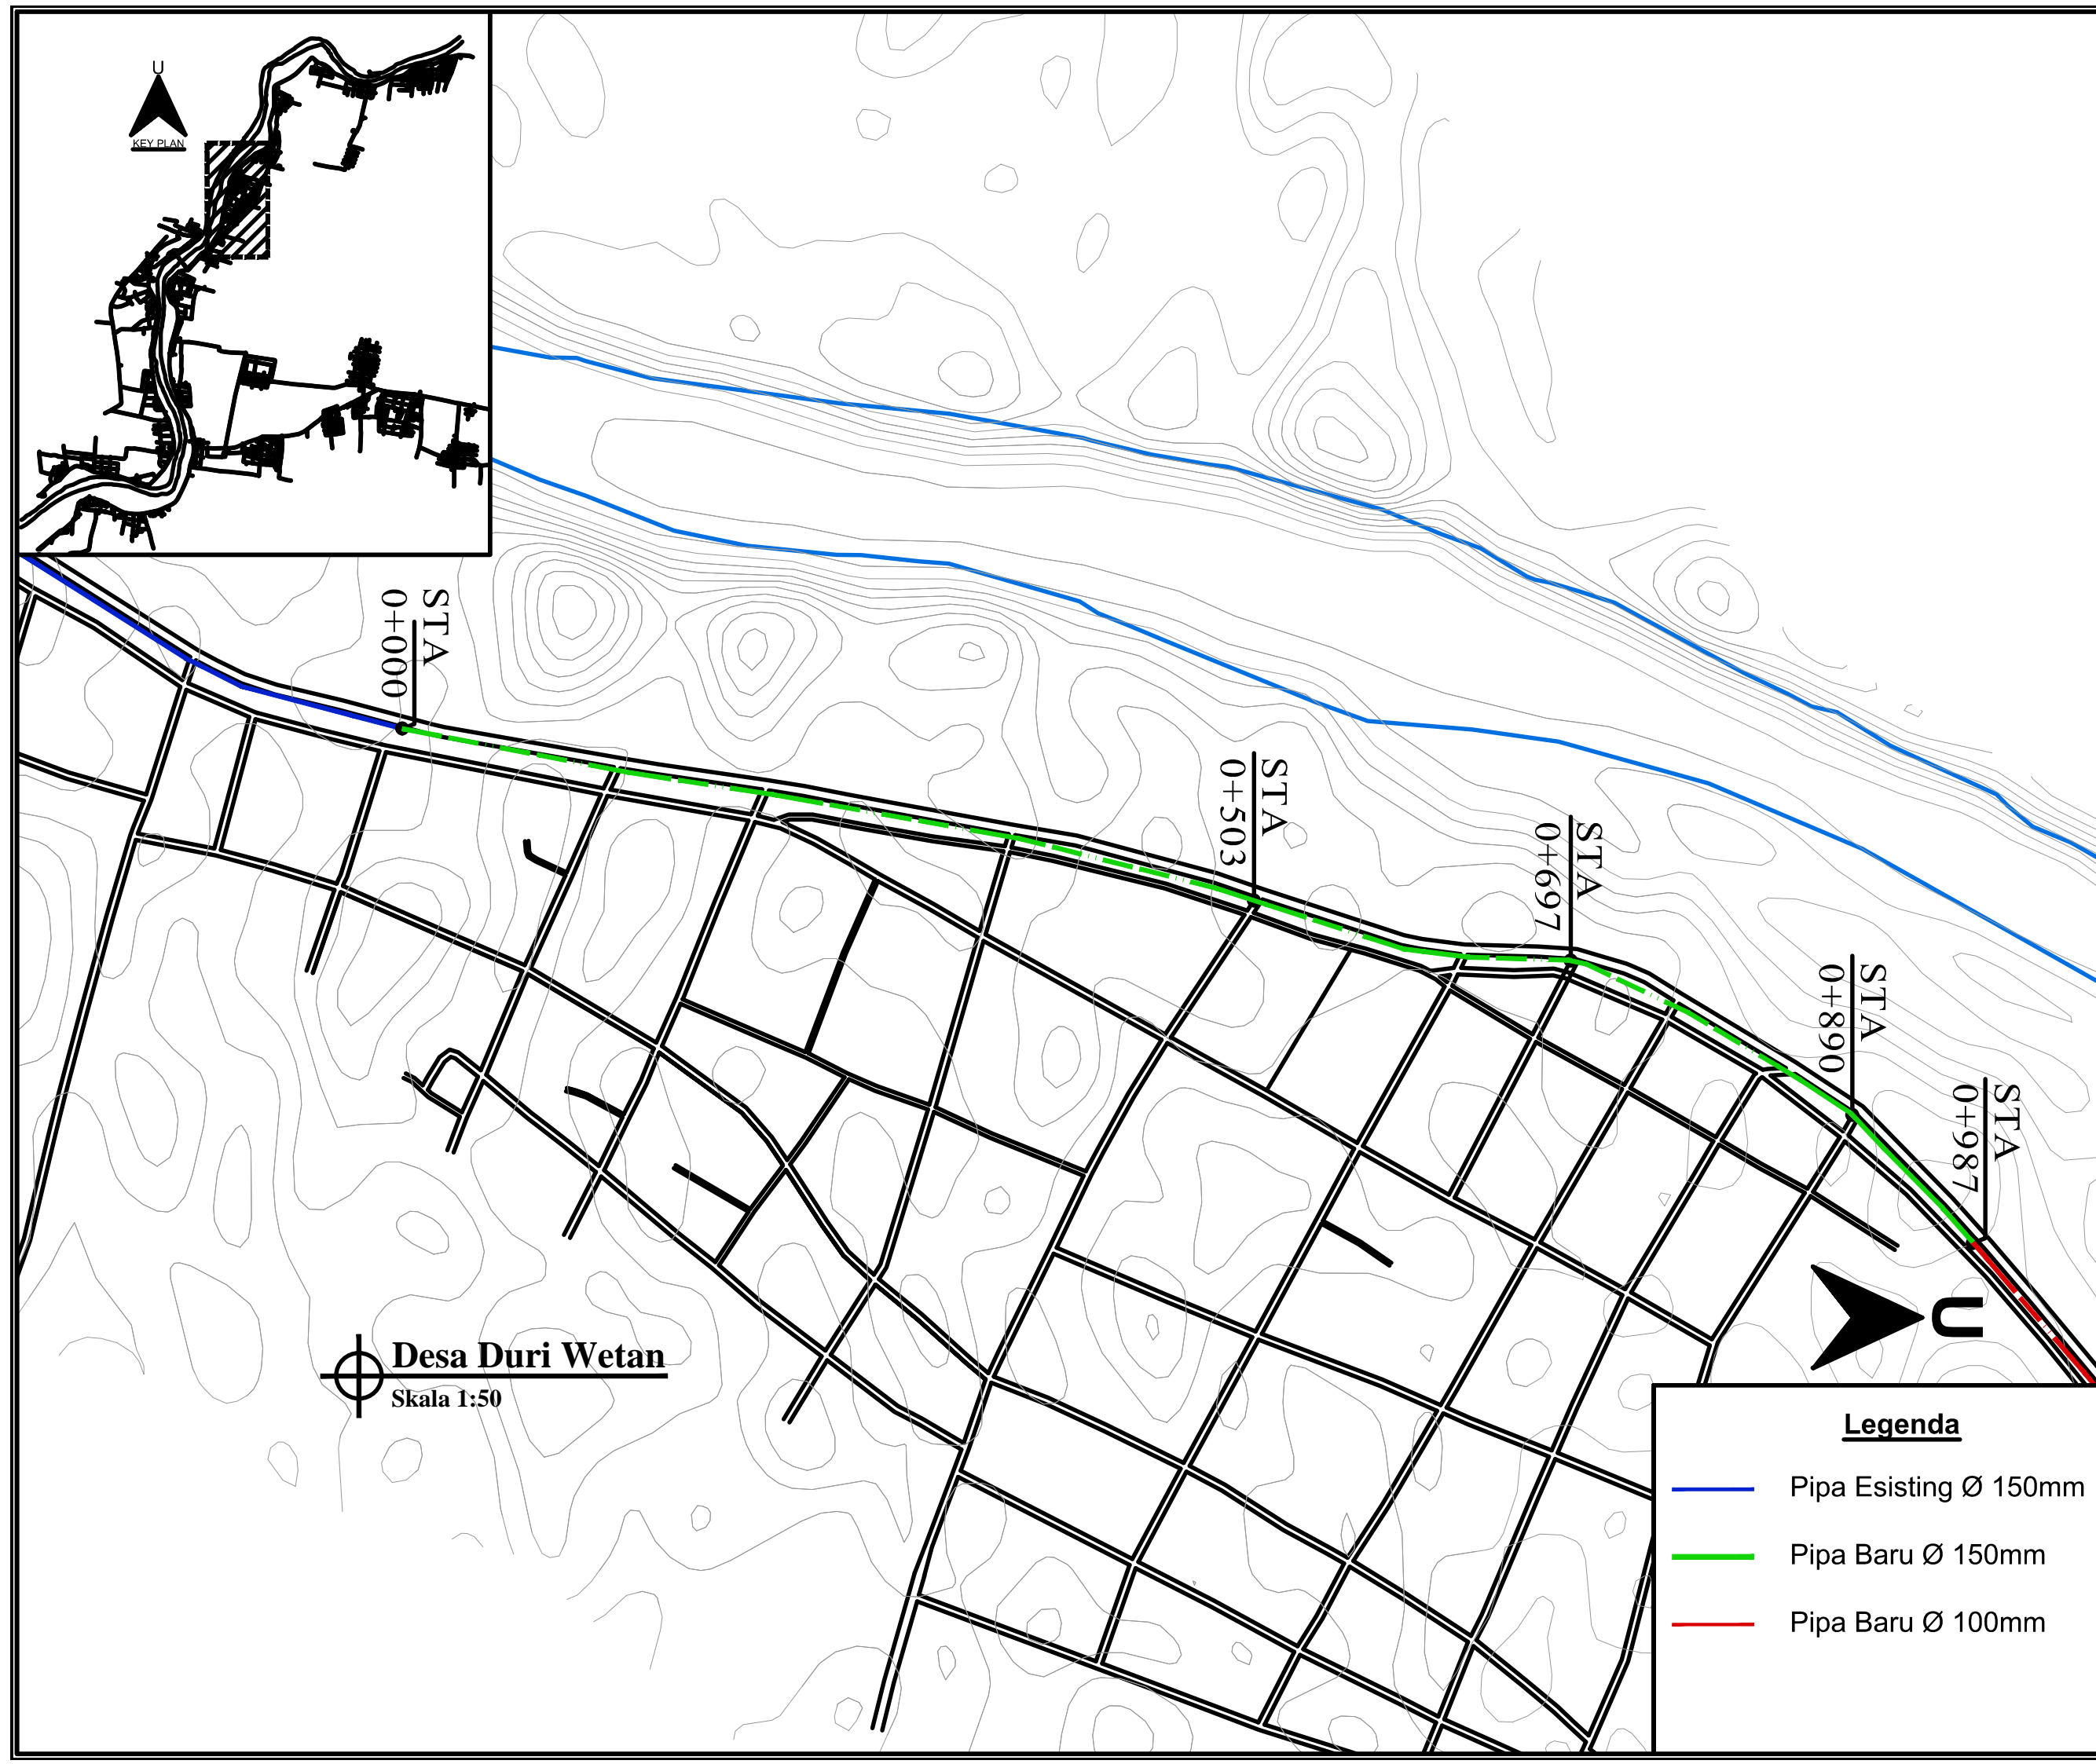 U
KEY PLAN
STA
0+000
STA
0+503
STA
0+697
STA
0+890
STA
0+987
U
Desa Duri Wetan
Skala 1:50
Legenda
Pipa Esisting Ø 150mm
Pipa Baru Ø 150mm
Pipa Baru Ø 100mm